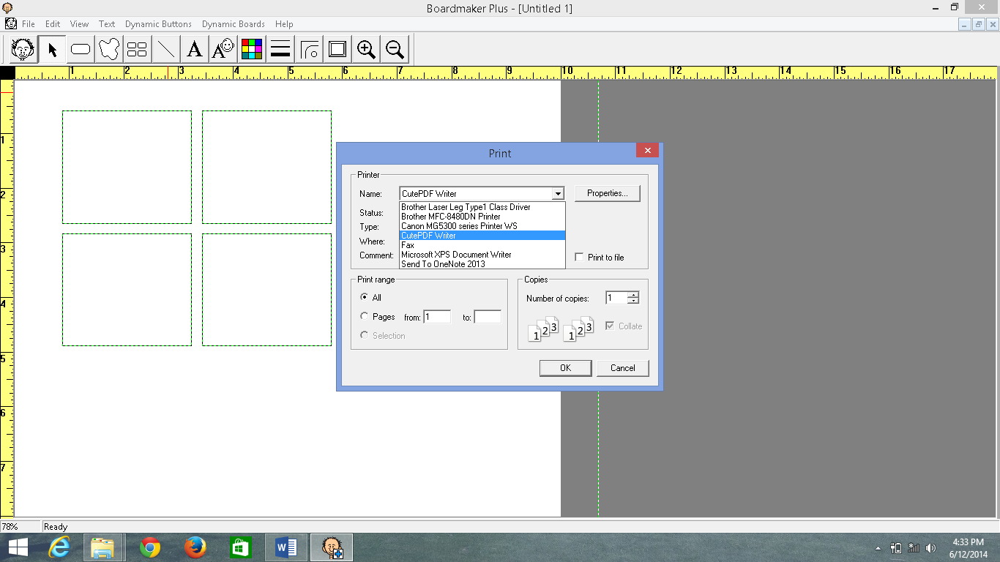 Boardmaker Plus - [Untitled 1]
File Edit View Text Dynamic Buttons Dynamic Boards Help
A A
1 2 3 4 5 6 7 8 9 10 11 12 13 14 15 16 17
1
2
3
4
5
6
7
Print
Printer
Name: CutePDF Writer Properties...
Status: Brother Laser Leg Type1 Class Driver
Brother MFC-8480DN Printer
Type: Canon MG5300 series Printer WS
CutePDF Writer
Where: Fax
Comment: Microsoft XPS Document Writer Print to file
Send To OneNote 2013
Print range Copies
All Number of copies: 1
Pages from: 1 to:
1 2 3 1 2 3 Collate
Selection
OK Cancel
78% Ready
W
4:33 PM
6/12/2014